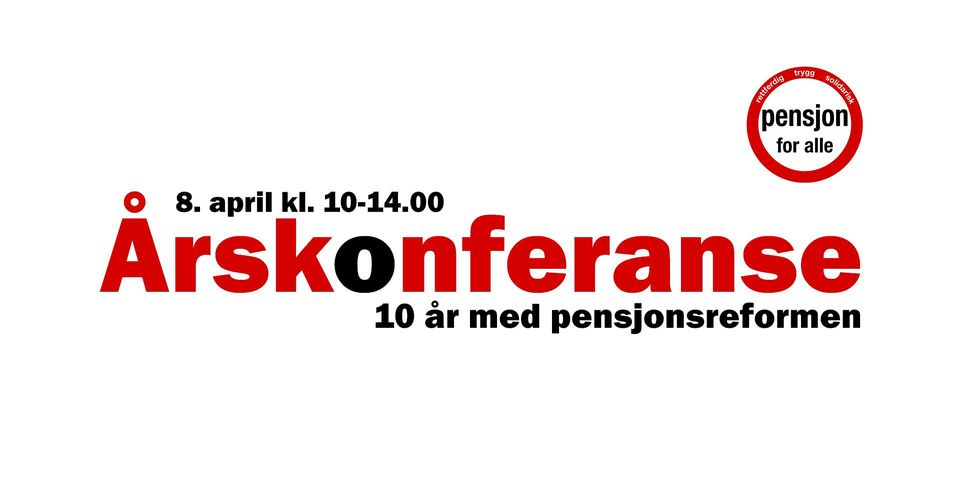 rettferdig trygg solidarisk
pensjon
for alle
8. april kl. 10-14.00
Årskonferanse
10 år med pensjonsreformen